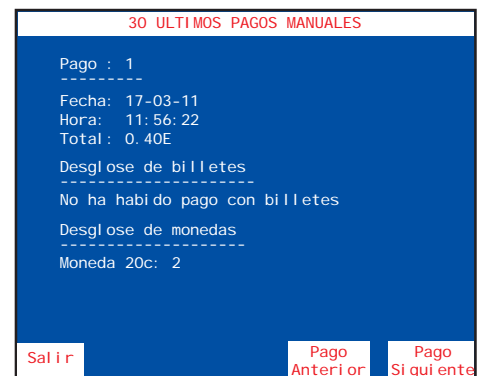 30 ULTIMOS PAGOS MANUALES
Pago : 1
---------
Fecha: 17-03-11
Hora: 11:56:22
Total: 0.40E
Desglose de billetes
---------------------
No ha habido pago con billetes
Desglose de monedas
--------------------
Moneda 20c: 2
Salir
Pago Anterior
Pago Siguiente